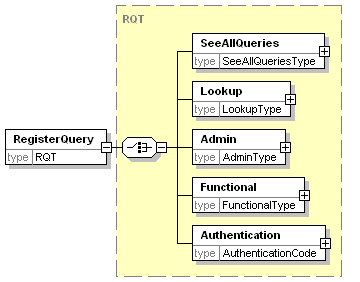 RQT
SeeAllQueries
type SeeAllQueriesType
Lookup
type LookupType
RegisterQuery
type RQT
Admin
type AdminType
Functional
type FunctionalType
Authentication
type AuthenticationCode